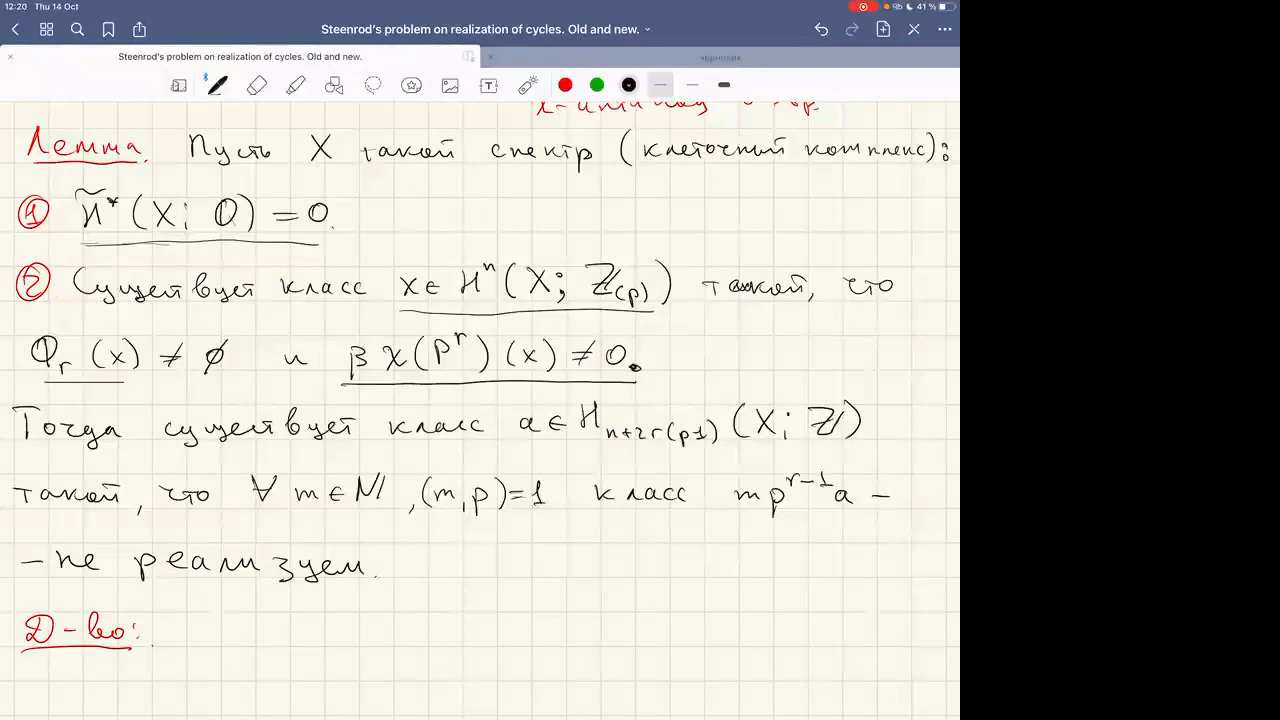 12:20 Thu 14 Oct
41 %
Steenrod's problem on realization of cycles. Old and new.
Steenrod's problem on realization of cycles. Old and new.
черновик
Лемма. Пусть X такой спектр (клеточный комплекс):
① H̃*(X; Q) = 0.
② Существует класс x ∈ Hⁿ(X; ℤ₍ₚ₎) такой, что
Φᵣ(x) ≠ ∅ и βχ(Pʳ)(x) ≠ 0.
Тогда существует класс a ∈ H_{n+2r(p-1)}(X; ℤ)
такой, что ∀ m ∈ ℕ, (m,p)=1 класс mp^{r-1}a –
– не реализуем.
Д-во: